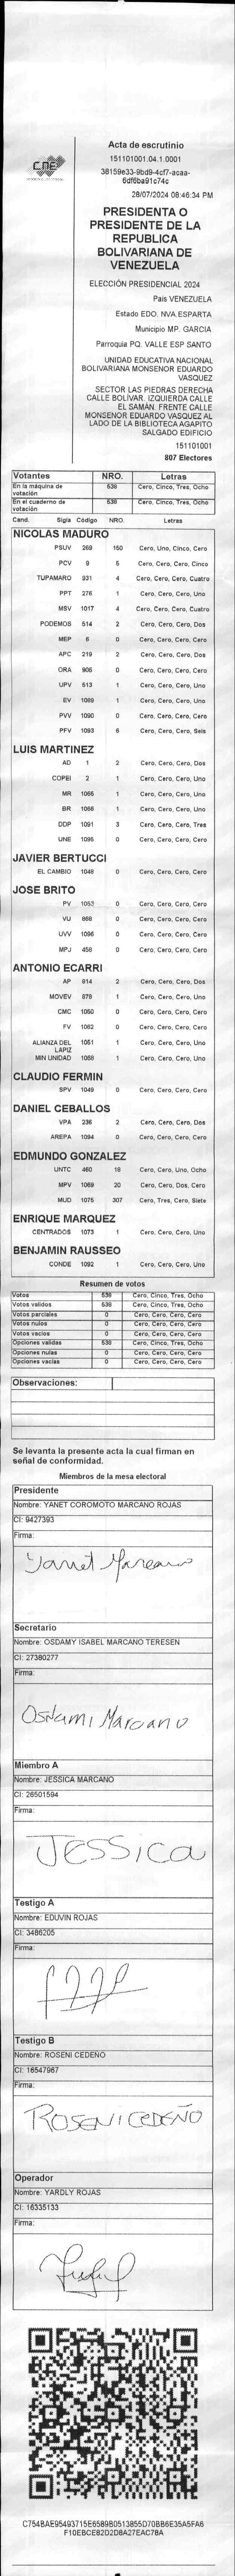 CNE
Acta de escrutinio
151101001.04.1.0001
38159e33-9bd9-4cf7-acaa-
6df6ba91c74c
28/07/2024 08:46:34 PM
PRESIDENTA O
PRESIDENTE DE LA
REPUBLICA
BOLIVARIANA DE
VENEZUELA
ELECCIÓN PRESIDENCIAL 2024
País VENEZUELA
Estado EDO. NVA.ESPARTA
Municipio MP. GARCIA
Parroquia PQ. VALLE ESP SANTO
UNIDAD EDUCATIVA NACIONAL
BOLIVARIANA MONSENOR EDUARDO
VASQUEZ
SECTOR LAS PIEDRAS DERECHA
CALLE BOLÍVAR. IZQUIERDA CALLE
EL SAMÁN. FRENTE CALLE
MONSENOR EDUARDO VASQUEZ AL
LADO DE LA BIBLIOTECA AGAPITO
SALGADO EDIFICIO
151101001
807 Electores
Votantes NRO. Letras
En la máquina de votación 538 Cero, Cinco, Tres, Ocho
En el cuaderno de votación 538 Cero, Cinco, Tres, Ocho
Cand. Sigla Código NRO. Letras
NICOLAS MADURO
PSUV 269 150 Cero, Uno, Cinco, Cero
PCV 9 5 Cero, Cero, Cero, Cinco
TUPAMARO 931 4 Cero, Cero, Cero, Cuatro
PPT 276 1 Cero, Cero, Cero, Uno
MSV 1017 4 Cero, Cero, Cero, Cuatro
PODEMOS 514 2 Cero, Cero, Cero, Dos
MEP 6 0 Cero, Cero, Cero, Cero
APC 219 2 Cero, Cero, Cero, Dos
ORA 906 0 Cero, Cero, Cero, Cero
UPV 513 1 Cero, Cero, Cero, Uno
EV 1089 1 Cero, Cero, Cero, Uno
PVV 1090 0 Cero, Cero, Cero, Cero
PFV 1093 6 Cero, Cero, Cero, Seis
LUIS MARTINEZ
AD 1 2 Cero, Cero, Cero, Dos
COPEI 2 1 Cero, Cero, Cero, Uno
MR 1065 1 Cero, Cero, Cero, Uno
BR 1066 1 Cero, Cero, Cero, Uno
DDP 1091 3 Cero, Cero, Cero, Tres
UNE 1095 0 Cero, Cero, Cero, Cero
JAVIER BERTUCCI
EL CAMBIO 1048 0 Cero, Cero, Cero, Cero
JOSE BRITO
PV 1053 0 Cero, Cero, Cero, Cero
VU 868 0 Cero, Cero, Cero, Cero
UVV 1096 0 Cero, Cero, Cero, Cero
MPJ 458 0 Cero, Cero, Cero, Cero
ANTONIO ECARRI
AP 814 2 Cero, Cero, Cero, Dos
MOVEV 879 1 Cero, Cero, Cero, Uno
CMC 1050 0 Cero, Cero, Cero, Cero
FV 1062 0 Cero, Cero, Cero, Cero
ALIANZA DEL LAPIZ 1051 1 Cero, Cero, Cero, Uno
MIN UNIDAD 1068 1 Cero, Cero, Cero, Uno
CLAUDIO FERMIN
SPV 1049 0 Cero, Cero, Cero, Cero
DANIEL CEBALLOS
VPA 236 2 Cero, Cero, Cero, Dos
AREPA 1094 0 Cero, Cero, Cero, Cero
EDMUNDO GONZALEZ
UNTC 460 18 Cero, Cero, Uno, Ocho
MPV 1069 20 Cero, Cero, Dos, Cero
MUD 1075 307 Cero, Tres, Cero, Siete
ENRIQUE MARQUEZ
CENTRADOS 1073 1 Cero, Cero, Cero, Uno
BENJAMIN RAUSSEO
CONDE 1092 1 Cero, Cero, Cero, Uno
Resumen de votos
Votos 538 Cero, Cinco, Tres, Ocho
Votos validos 538 Cero, Cinco, Tres, Ocho
Votos parciales 0 Cero, Cero, Cero, Cero
Votos nulos 0 Cero, Cero, Cero, Cero
Votos vacios 0 Cero, Cero, Cero, Cero
Opciones validas 538 Cero, Cinco, Tres, Ocho
Opciones nulas 0 Cero, Cero, Cero, Cero
Opciones vacias 0 Cero, Cero, Cero, Cero
Observaciones:
Se levanta la presente acta la cual firman en
señal de conformidad.
Miembros de la mesa electoral
Presidente
Nombre: YANET COROMOTO MARCANO ROJAS
CI: 9427393
Firma:
Yanet Marcano
Secretario
Nombre: OSDAMY ISABEL MARCANO TERESEN
CI: 27380277
Firma:
Osdami Marcano
Miembro A
Nombre: JESSICA MARCANO
CI: 26501594
Firma:
JESSica
Testigo A
Nombre: EDUVIN ROJAS
CI: 3486205
Firma:
Testigo B
Nombre: ROSENI CEDENO
CI: 16547967
Firma:
ROSENI CEDEÑO
Operador
Nombre: YARDLY ROJAS
CI: 16335133
Firma:
C754BAE95493715E6589B0513855D70BB6E35A5FA6
F10EBCE82D2D8A27EAC78A